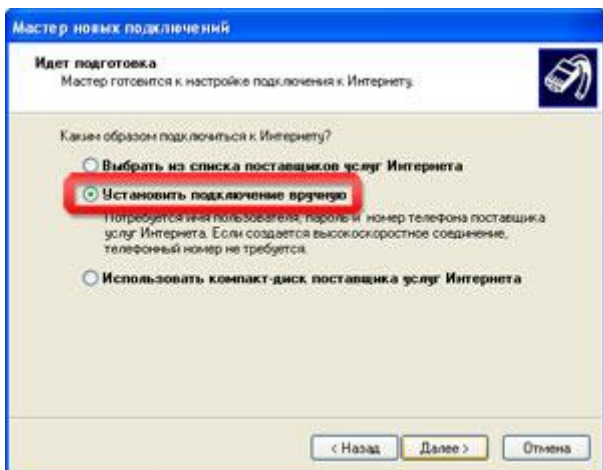 Мастер новых подключений
Идет подготовка
Мастер готовится к настройке подключения к Интернету.
Каким образом подключиться к Интернету?
Выбрать из списка поставщиков услуг Интернета
Установить подключение вручную
Потребуется имя пользователя, пароль и номер телефона поставщика
услуг Интернета. Если создается высокоскоростное соединение,
телефонный номер не требуется.
Использовать компакт-диск поставщика услуг Интернета
< Назад
Далее >
Отмена